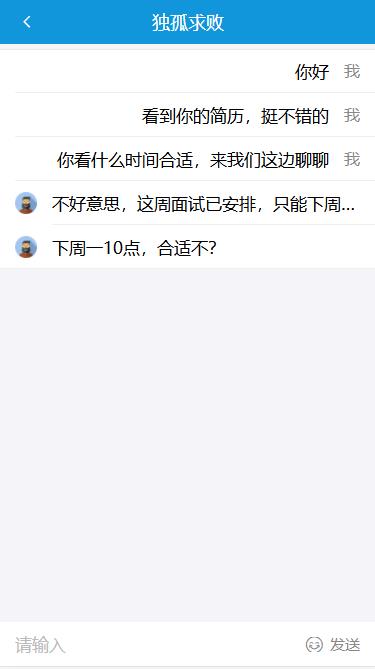 独孤求败
你好 我
看到你的简历，挺不错的 我
你看什么时间合适，来我们这边聊聊 我
不好意思，这周面试已安排，只能下周...
下周一10点，合适不？
请输入 发送